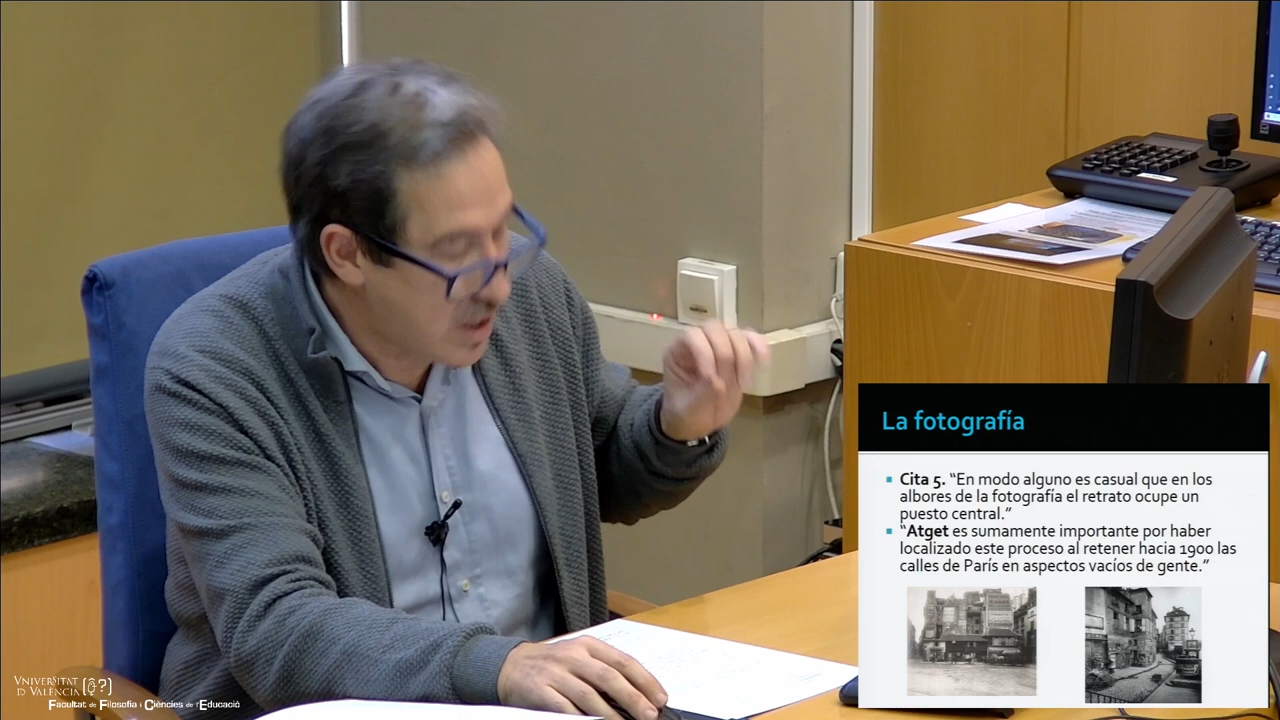 La fotografía
Cita 5. “En modo alguno es casual que en los
albores de la fotografía el retrato ocupe un
puesto central.”
“Atget es sumamente importante por haber
localizado este proceso al retener hacia 1900 las
calles de París en aspectos vacíos de gente.”
VNIVERSITAT
D VALÈNCIA
Facultat de Filosofia i Ciències de l'Educació